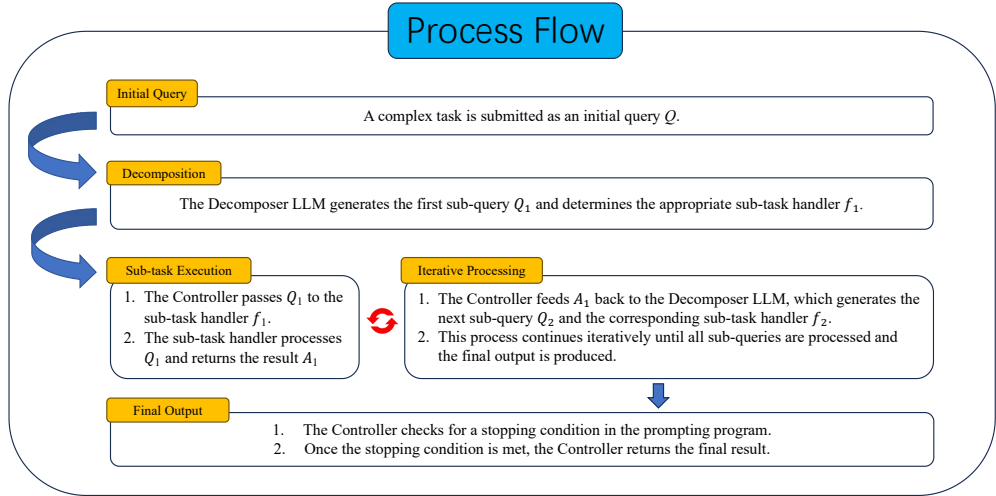 Process Flow
Initial Query
A complex task is submitted as an initial query Q.
Decomposition
The Decomposer LLM generates the first sub-query Q₁ and determines the appropriate sub-task handler f₁.
Sub-task Execution
1. The Controller passes Q₁ to the
sub-task handler f₁.
2. The sub-task handler processes
Q₁ and returns the result A₁
Iterative Processing
1. The Controller feeds A₁ back to the Decomposer LLM, which generates the
next sub-query Q₂ and the corresponding sub-task handler f₂.
2. This process continues iteratively until all sub-queries are processed and
the final output is produced.
Final Output
1. The Controller checks for a stopping condition in the prompting program.
2. Once the stopping condition is met, the Controller returns the final result.